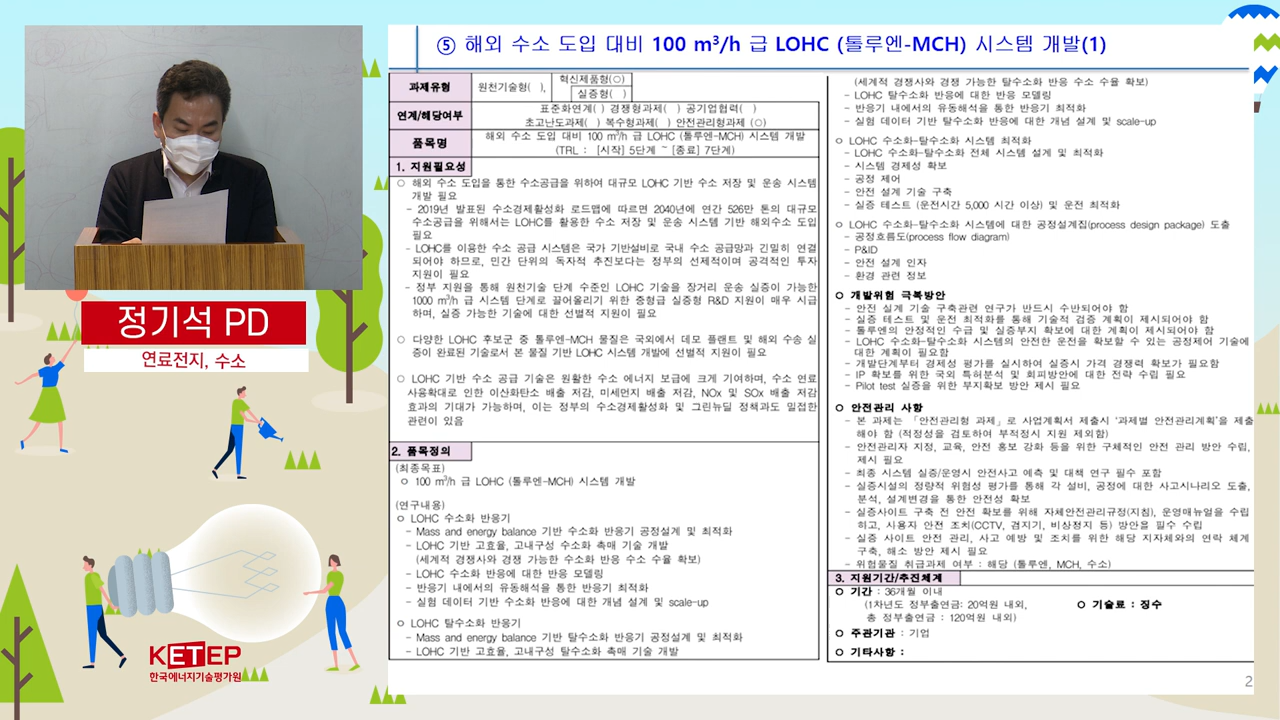 ⑤ 해외 수소 도입 대비 100 m³/h 급 LOHC (톨루엔-MCH) 시스템 개발(1)
과제유형
원천기술형( ),
혁신제품형(○)
실증형( )
연계/해당여부
표준화연계( ) 경쟁형과제( ) 공기업협력( )
초고난도과제( ) 복수형과제( ) 안전관리형과제 (○)
품목명
해외 수소 도입 대비 100 m³/h 급 LOHC (톨루엔-MCH) 시스템 개발
(TRL : [시작] 5단계 ~ [종료] 7단계)
1. 지원필요성
○ 해외 수소 도입을 통한 수소공급을 위하여 대규모 LOHC 기반 수소 저장 및 운송 시스템
개발 필요
- 2019년 발표된 수소경제활성화 로드맵에 따르면 2040년에 연간 526만 톤의 대규모
수소공급을 위해서는 LOHC를 활용한 수소 저장 및 운송 시스템 기반 해외수소 도입
필요
- LOHC를 이용한 수소 공급 시스템은 국가 기반설비로 국내 수소 공급망과 긴밀히 연결
되어야 하므로, 민간 단위의 독자적 추진보다는 정부의 선제적이며 공격적인 투자
지원이 필요
- 정부 지원을 통해 원천기술 단계 수준인 LOHC 기술을 장거리 운송 실증이 가능한
1000 m³/h 급 시스템 단계로 끌어올리기 위한 중형급 실증형 R&D 지원이 매우 시급
하며, 실증 가능한 기술에 대한 선별적 지원이 필요
○ 다양한 LOHC 후보군 중 톨루엔-MCH 물질은 국외에서 데모 플랜트 및 해외 수송 실
증이 완료된 기술로서 본 물질 기반 LOHC 시스템 개발에 선별적 지원이 필요
○ LOHC 기반 수소 공급 기술은 원활한 수소 에너지 보급에 크게 기여하며, 수소 연료
사용확대로 인한 이산화탄소 배출 저감, 미세먼지 배출 저감, NOx 및 SOx 배출 저감
효과의 기대가 가능하며, 이는 정부의 수소경제활성화 및 그린뉴딜 정책과도 밀접한
관련이 있음
2. 품목정의
(최종목표)
○ 100 m³/h 급 LOHC (톨루엔-MCH) 시스템 개발
(연구내용)
○ LOHC 수소화 반응기
- Mass and energy balance 기반 수소화 반응기 공정설계 및 최적화
- LOHC 기반 고효율, 고내구성 수소화 촉매 기술 개발
(세계적 경쟁사와 경쟁 가능한 수소화 반응 수소 수율 확보)
- LOHC 수소화 반응에 대한 반응 모델링
- 반응기 내에서의 유동해석을 통한 반응기 최적화
- 실험 데이터 기반 수소화 반응에 대한 개념 설계 및 scale-up
○ LOHC 탈수소화 반응기
- Mass and energy balance 기반 탈수소화 반응기 공정설계 및 최적화
- LOHC 기반 고효율, 고내구성 탈수소화 촉매 기술 개발
(세계적 경쟁사와 경쟁 가능한 탈수소화 반응 수소 수율 확보)
- LOHC 탈수소화 반응에 대한 반응 모델링
- 반응기 내에서의 유동해석을 통한 반응기 최적화
- 실험 데이터 기반 탈수소화 반응에 대한 개념 설계 및 scale-up
○ LOHC 수소화-탈수소화 시스템 최적화
- LOHC 수소화-탈수소화 전체 시스템 설계 및 최적화
- 시스템 경제성 확보
- 공정 제어
- 안전 설계 기술 구축
- 실증 테스트 (운전시간 5,000 시간 이상) 및 운전 최적화
○ LOHC 수소화-탈수소화 시스템에 대한 공정설계집(process design package) 도출
- 공정흐름도(process flow diagram)
- P&ID
- 안전 설계 인자
- 환경 관련 정보
○ 개발위험 극복방안
- 안전 설계 기술 구축관련 연구가 반드시 수반되어야 함
- 실증 테스트 및 운전 최적화를 통해 기술적 검증 계획이 제시되어야 함
- 톨루엔의 안정적인 수급 및 실증부지 확보에 대한 계획이 제시되어야 함
- LOHC 수소화-탈수소화 시스템의 안전한 운전을 확보할 수 있는 공정제어 기술에
대한 계획이 필요함
- 개발단계부터 경제성 평가를 실시하여 실증시 가격 경쟁력 확보가 필요함
- IP 확보를 위한 국외 특허분석 및 회피방안에 대한 전략 수립 필요
- Pilot test 실증을 위한 부지확보 방안 제시 필요
○ 안전관리 사항
- 본 과제는 「안전관리형 과제」로 사업계획서 제출시 '과제별 안전관리계획'을 제출
해야 함 (적정성을 검토하여 부적정시 지원 제외함)
- 안전관리자 지정, 교육, 안전 홍보 강화 등을 위한 구체적인 안전 관리 방안 수립,
제시 필요
- 최종 시스템 실증/운영시 안전사고 예측 및 대책 연구 필수 포함
- 실증시설의 정량적 위험성 평가를 통해 각 설비, 공정에 대한 사고시나리오 도출,
분석, 설계변경을 통한 안전성 확보
- 실증사이트 구축 전 안전 확보를 위해 자체안전관리규정(지침), 운영매뉴얼을 수립
하고, 사용자 안전 조치(CCTV, 검지기, 비상정지 등) 방안을 필수 수립
- 실증 사이트 안전 관리, 사고 예방 및 조치를 위한 해당 지자체와의 연락 체계
구축, 해소 방안 제시 필요
- 위험물질 취급과제 여부 : 해당 (톨루엔, MCH, 수소)
3. 지원기간/추진체계
○ 기간 : 36개월 이내
(1차년도 정부출연금: 20억원 내외,
○ 기술료 : 징수
총 정부출연금 : 120억원 내외)
○ 주관기관 : 기업
○ 기타사항 :
2
정기석 PD
연료전지, 수소
KETEP
한국에너지기술평가원